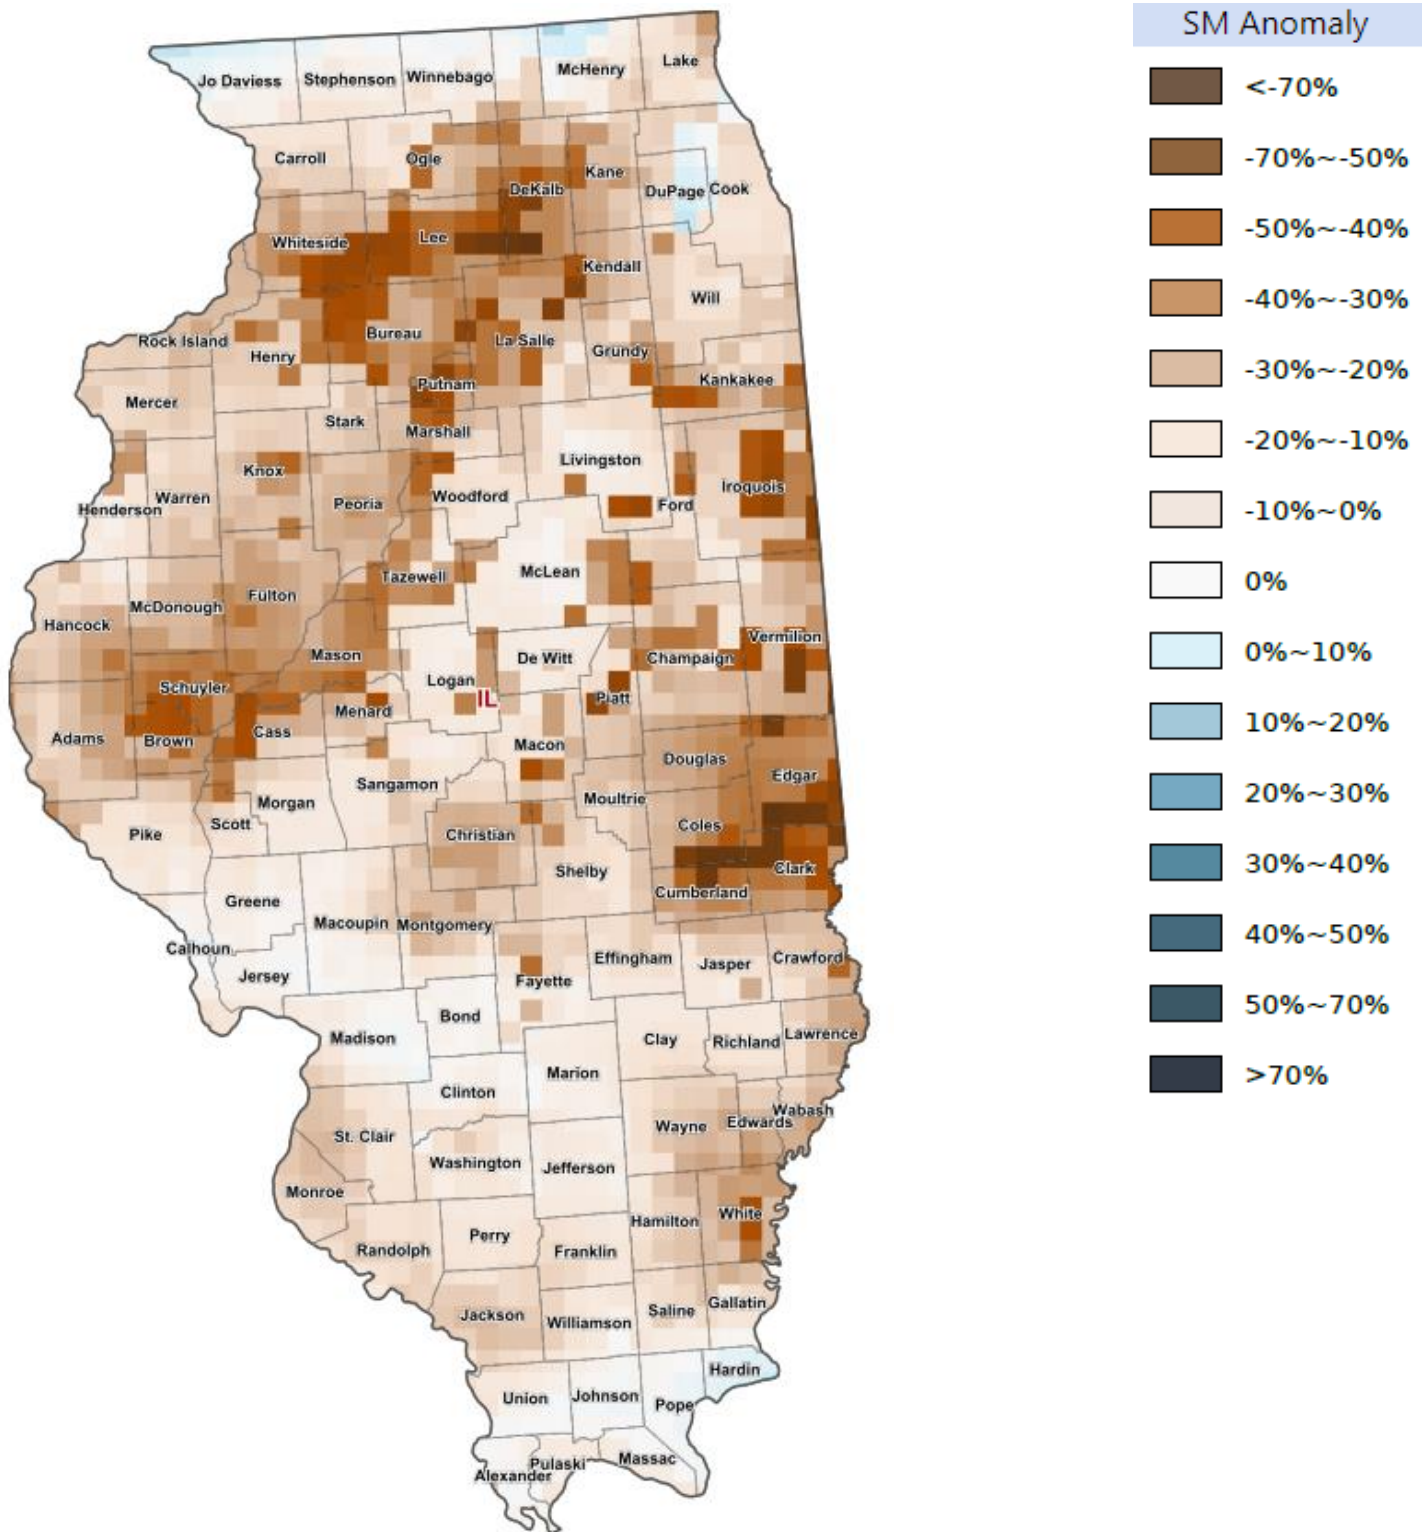 SM Anomaly
<-70%
-70%~-50%
-50%~-40%
-40%~-30%
-30%~-20%
-20%~-10%
-10%~0%
0%
0%~10%
10%~20%
20%~30%
30%~40%
40%~50%
50%~70%
>70%
Jo Daviess
Stephenson
Winnebago
McHenry
Lake
Carroll
Ogle
DeKalb
Kane
DuPage
Cook
Whiteside
Lee
Kendall
Will
Rock Island
Henry
Bureau
La Salle
Grundy
Kankakee
Mercer
Putnam
Stark
Marshall
Knox
Livingston
Henderson
Warren
Peoria
Woodford
Ford
Iroquois
McDonough
Fulton
Tazewell
McLean
Hancock
Mason
Logan
De Witt
Champaign
Vermilion
Schuyler
IL
Piatt
Adams
Brown
Cass
Menard
Macon
Douglas
Edgar
Pike
Scott
Morgan
Sangamon
Christian
Moultrie
Coles
Clark
Shelby
Cumberland
Greene
Macoupin
Montgomery
Calhoun
Jersey
Fayette
Effingham
Jasper
Crawford
Madison
Bond
Clay
Richland
Lawrence
Clinton
Marion
St. Clair
Washington
Jefferson
Wayne
Edwards
Wabash
Monroe
Randolph
Perry
Franklin
Hamilton
White
Jackson
Williamson
Saline
Gallatin
Union
Johnson
Pope
Hardin
Alexander
Pulaski
Massac